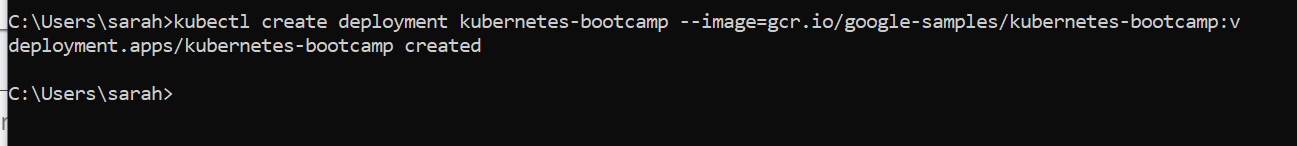 C:\Users\sarah>kubectl create deployment kubernetes-bootcamp --image=gcr.io/google-samples/kubernetes-bootcamp:v
deployment.apps/kubernetes-bootcamp created
C:\Users\sarah>